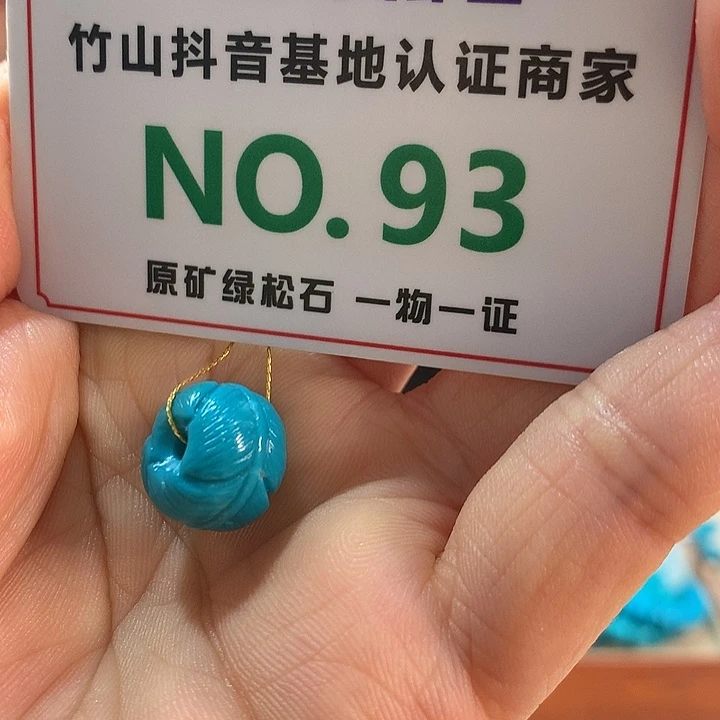 竹山抖音基地认证商家
NO.93
原矿绿松石 一物一证